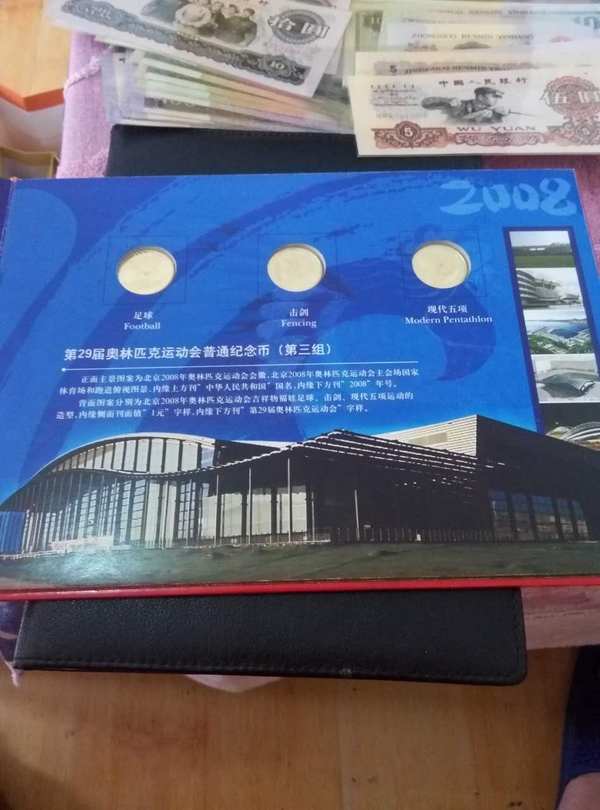 拾圆
10
5
中国人民银行
伍圆
5
WU YUAN
2008
足球
Football
击剑
Fencing
现代五项
Modern Pentathlon
第29届奥林匹克运动会普通纪念币（第三组）
正面主景图案为北京2008年奥林匹克运动会会徽、北京2008年奥林匹克运动会主会场国家
体育场和跑道俯视图景，内缘上方刊"中华人民共和国"国名，内缘下方刊"2008"年号。
背面图案分别为北京2008年奥林匹克运动会吉祥物福娃足球、击剑、现代五项运动的
造型，内缘侧面刊面值"1元"字样，内缘下方刊"第29届奥林匹克运动会"字样。